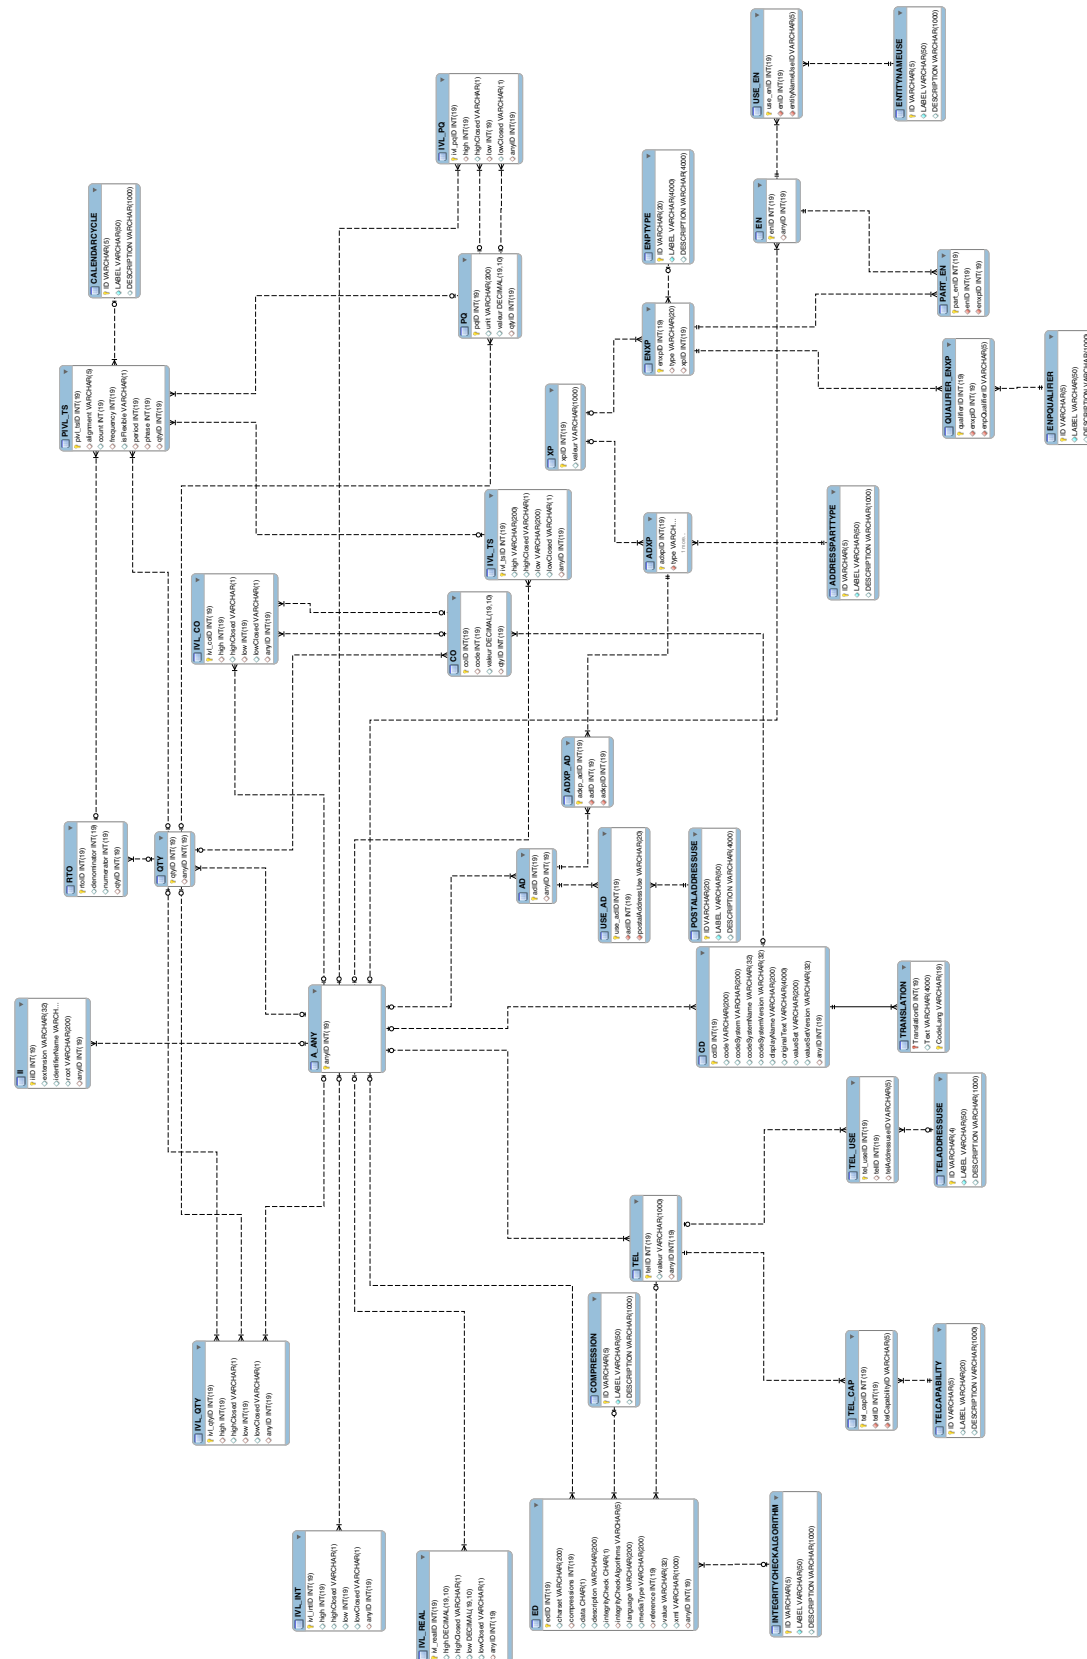 II
iiID INT(19)
extension VARCHAR(32)
identifierName VARCH...
root VARCHAR(200)
anyID INT(19)
RTO
rtoID INT(19)
denominator INT(19)
numerator INT(19)
qtyID INT(19)
PIVL_TS
pivl_tsID INT(19)
alignment VARCHAR(5)
count INT(19)
frequency INT(19)
isFlexible VARCHAR(1)
period INT(19)
phase INT(19)
qtyID INT(19)
CALENDARCYCLE
ID VARCHAR(5)
LABEL VARCHAR(50)
DESCRIPTION VARCHAR(1000)
QTY
qtyID INT(19)
anyID INT(19)
IVL_QTY
ivl_qtyID INT(19)
high INT(19)
highClosed VARCHAR(1)
low INT(19)
lowClosed VARCHAR(1)
anyID INT(19)
IVL_CO
ivl_coID INT(19)
high INT(19)
highClosed VARCHAR(1)
low INT(19)
lowClosed VARCHAR(1)
anyID INT(19)
IVL_INT
ivl_intID INT(19)
high INT(19)
highClosed VARCHAR(1)
low INT(19)
lowClosed VARCHAR(1)
anyID INT(19)
A_ANY
anyID INT(19)
IVL_REAL
ivl_realID INT(19)
high DECIMAL(19,10)
highClosed VARCHAR(1)
low DECIMAL(19,10)
lowClosed VARCHAR(1)
anyID INT(19)
CO
coID INT(19)
code INT(19)
valeur DECIMAL(19,10)
qtyID INT(19)
IVL_TS
ivl_tsID INT(19)
high VARCHAR(200)
highClosed VARCHAR(1)
low VARCHAR(200)
lowClosed VARCHAR(1)
anyID INT(19)
PQ
pqID INT(19)
unit VARCHAR(200)
valeur DECIMAL(19,10)
qtyID INT(19)
IVL_PQ
ivl_pqID INT(19)
high INT(19)
highClosed VARCHAR(1)
low INT(19)
lowClosed VARCHAR(1)
anyID INT(19)
ED
edID INT(19)
charset VARCHAR(200)
compressions INT(19)
data CHAR(1)
description VARCHAR(200)
integrityCheck CHAR(1)
integrityCheckAlgorithms VARCHAR(5)
language VARCHAR(200)
mediaType VARCHAR(200)
reference INT(19)
value VARCHAR(32)
xml VARCHAR(1000)
anyID INT(19)
COMPRESSION
ID VARCHAR(5)
LABEL VARCHAR(50)
DESCRIPTION VARCHAR(1000)
AD
adID INT(19)
anyID INT(19)
ADXP_AD
adxp_adID INT(19)
adID INT(19)
adxpID INT(19)
XP
xpID INT(19)
valeur VARCHAR(1000)
USE_AD
use_adID INT(19)
adID INT(19)
postalAddressUse VARCHAR(20)
TEL
telID INT(19)
valeur VARCHAR(1000)
anyID INT(19)
ADXP
adxpID INT(19)
type VARCH...
ENXP
enxpID INT(19)
type VARCHAR(20)
xpID INT(19)
ENPTYPE
ID VARCHAR(20)
LABEL VARCHAR(4000)
DESCRIPTION VARCHAR(4000)
POSTALADDRESSUSE
ID VARCHAR(20)
LABEL VARCHAR(50)
DESCRIPTION VARCHAR(4000)
CD
cdID INT(19)
code VARCHAR(200)
codeSystem VARCHAR(200)
codeSystemName VARCHAR(32)
codeSystemVersion VARCHAR(32)
displayName VARCHAR(200)
originalText VARCHAR(4000)
valueSet VARCHAR(200)
valueSetVersion VARCHAR(32)
anyID INT(19)
INTEGRITYCHECKALGORITHM
ID VARCHAR(5)
LABEL VARCHAR(50)
DESCRIPTION VARCHAR(1000)
EN
enID INT(19)
anyID INT(19)
USE_EN
use_enID INT(19)
enID INT(19)
entityNameUseID VARCHAR(5)
ENTITYNAMEUSE
ID VARCHAR(5)
LABEL VARCHAR(50)
DESCRIPTION VARCHAR(1000)
ADDRESSPARTTYPE
ID VARCHAR(5)
LABEL VARCHAR(50)
DESCRIPTION VARCHAR(1000)
TEL_CAP
tel_capID INT(19)
telID INT(19)
telCapabilityID VARCHAR(5)
TEL_USE
tel_useID INT(19)
telID INT(19)
telAddressuseID VARCHAR(5)
TRANSLATION
TranslationID INT(19)
Text VARCHAR(4000)
CodeLang VARCHAR(19)
TELCAPABILITY
ID VARCHAR(5)
LABEL VARCHAR(20)
DESCRIPTION VARCHAR(1000)
TELADDRESSUSE
ID VARCHAR(4)
LABEL VARCHAR(50)
DESCRIPTION VARCHAR(1000)
PART_EN
part_enID INT(19)
enID INT(19)
enxpID INT(19)
QUALIFIER_ENXP
qualifierID INT(19)
enxpID INT(19)
enpQualifierID VARCHAR(5)
ENPQUALIFIER
ID VARCHAR(5)
LABEL VARCHAR(50)
DESCRIPTION VARCHAR(1000)